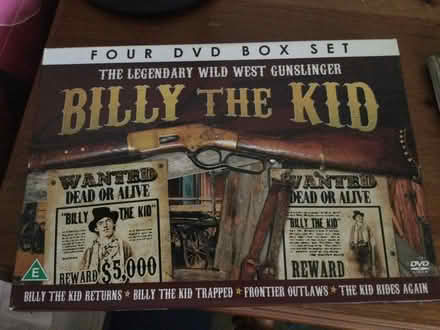 FOUR DVD BOX SET
THE LEGENDARY WILD WEST GUNSLINGER
BILLY THE KID
WANTED
DEAD OR ALIVE
"BILLY THE KID"
REWARD $5,000
WANTED
DEAD OR ALIVE
"BILLY THE KID"
REWARD
E
DVD
BILLY THE KID RETURNS ★ BILLY THE KID TRAPPED ★ FRONTIER OUTLAWS ★ THE KID RIDES AGAIN